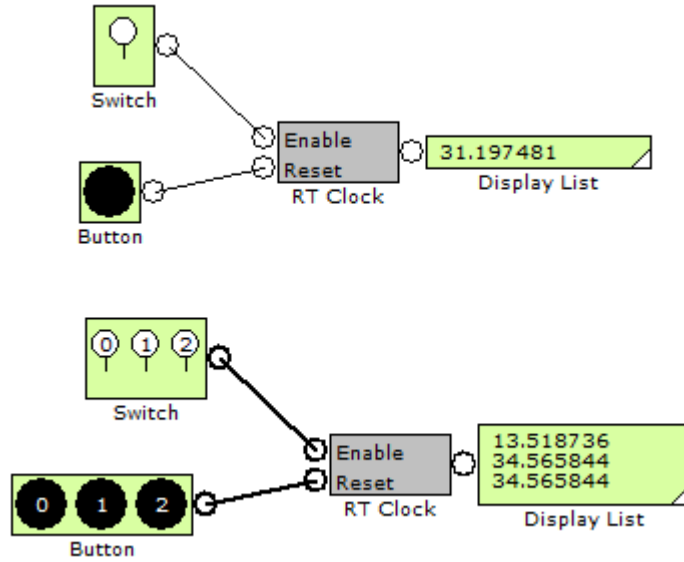 Switch
Enable
Reset
RT Clock
31.197481
Display List
Button
0 1 2
Switch
Enable
Reset
RT Clock
13.518736
34.565844
34.565844
Display List
0 1 2
Button